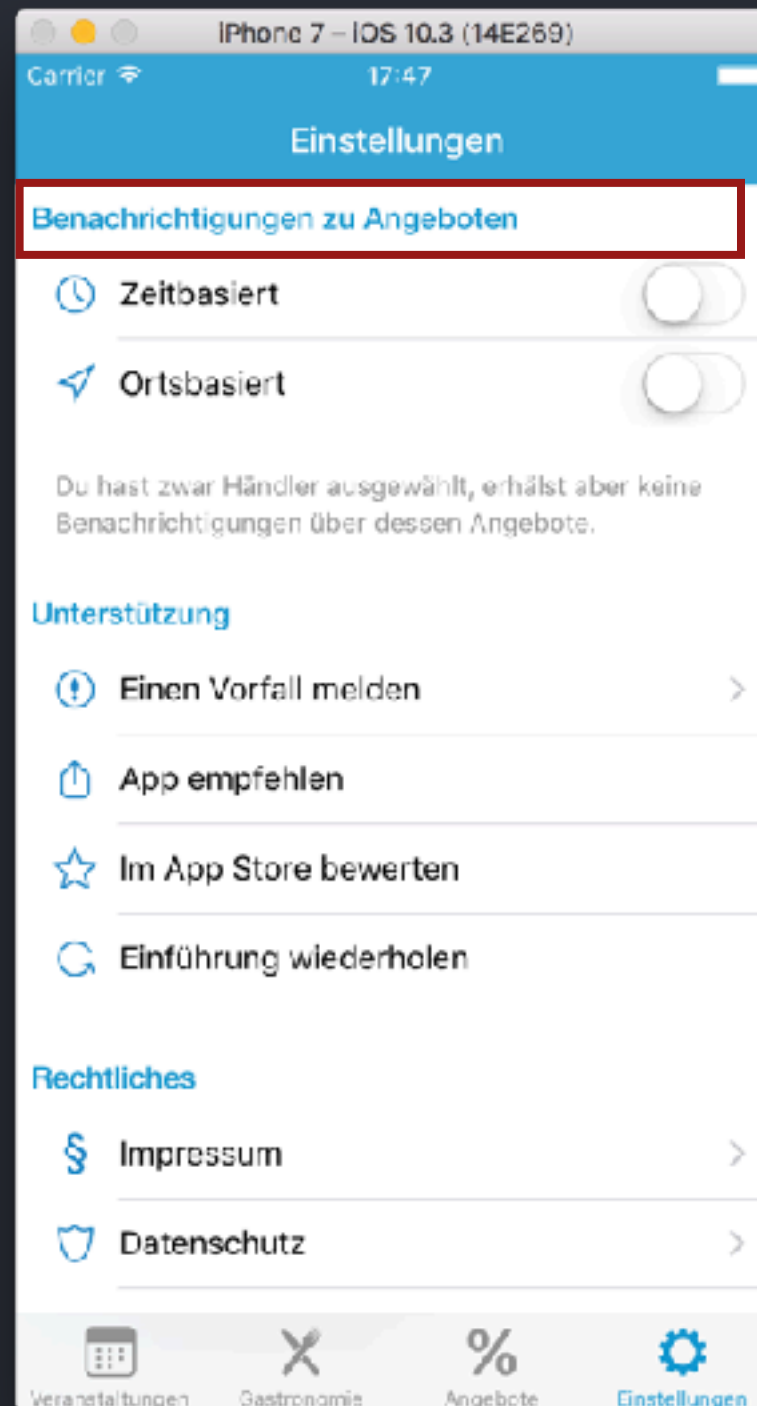 iPhone 7 – iOS 10.3 (14E269)
Carrier 17:47
Einstellungen
Benachrichtigungen zu Angeboten
Zeitbasiert
Ortsbasiert
Du hast zwar Händler ausgewählt, erhälst aber keine
Benachrichtigungen über dessen Angebote.
Unterstützung
Einen Vorfall melden
App empfehlen
Im App Store bewerten
Einführung wiederholen
Rechtliches
§ Impressum
Datenschutz
%
Veranstaltungen Gastronomie Angebote Einstellungen